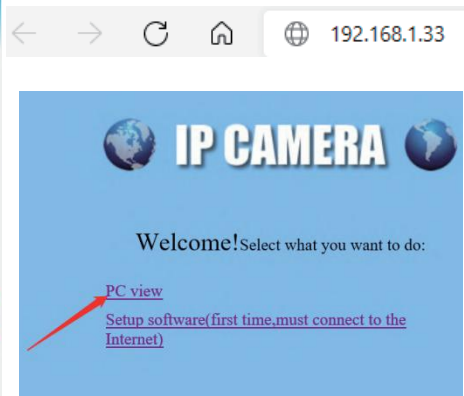 192.168.1.33
IP CAMERA
Welcome!Select what you want to do:
PC view
Setup software(first time,must connect to the
Internet)